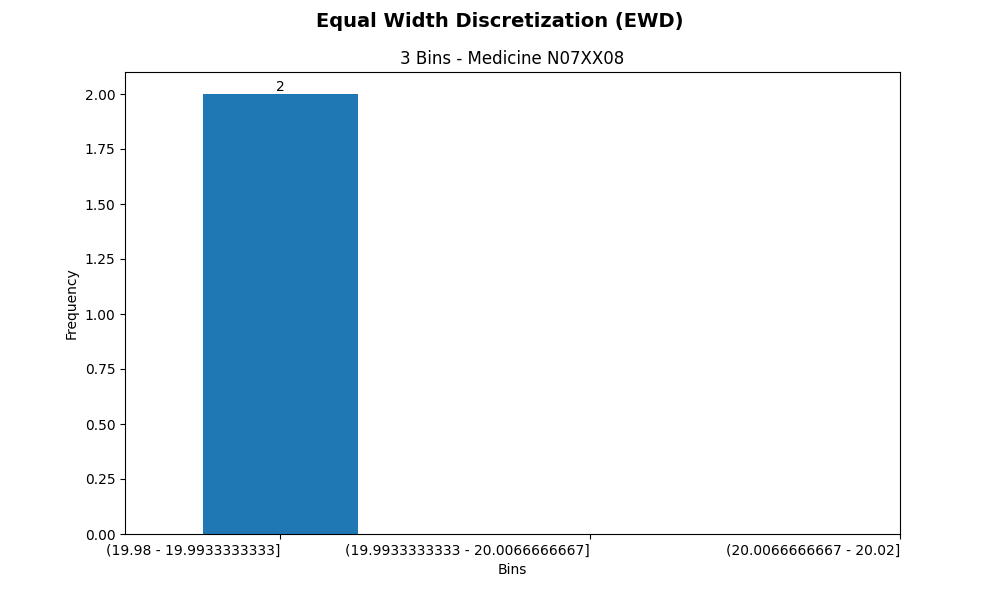 Equal Width Discretization (EWD)
3 Bins - Medicine N07XX08
2
2.00
1.75
1.50
1.25
1.00
0.75
0.50
0.25
0.00
Frequency
(19.98 - 19.9933333333]
(19.9933333333 - 20.0066666667]
(20.0066666667 - 20.02]
Bins